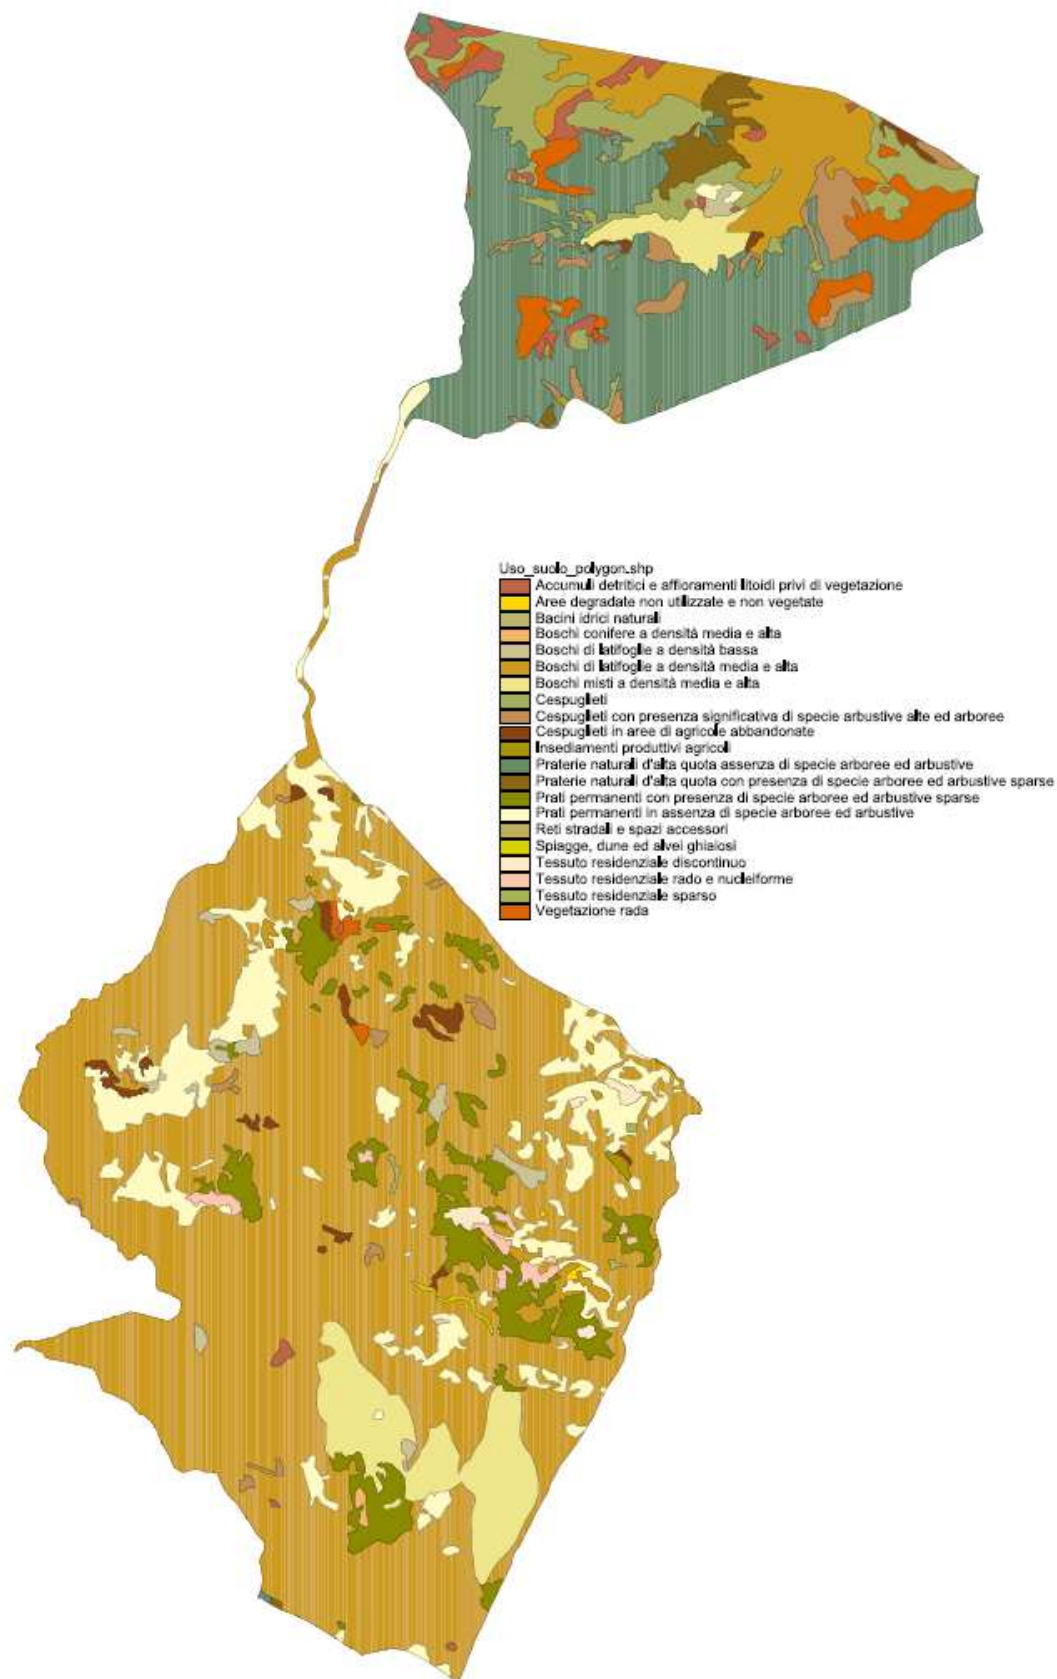 Uso_suolo_polygon.shp
Accumuli detritici e affioramenti litoidi privi di vegetazione
Aree degradate non utilizzate e non vegetate
Bacini idrici naturali
Boschi conifere a densità media e alta
Boschi di latifoglie a densità bassa
Boschi di latifoglie a densità media e alta
Boschi misti a densità media e alta
Cespuglieti
Cespuglieti con presenza significativa di specie arbustive alte ed arboree
Cespuglieti in aree di agricole abbandonate
Insediamenti produttivi agricoli
Praterie naturali d'alta quota assenza di specie arboree ed arbustive
Praterie naturali d'alta quota con presenza di specie arboree ed arbustive sparse
Prati permanenti con presenza di specie arboree ed arbustive sparse
Prati permanenti in assenza di specie arboree ed arbustive
Reti stradali e spazi accessori
Spiagge, dune ed alvei ghiaiosi
Tessuto residenziale discontinuo
Tessuto residenziale rado e nucleiforme
Tessuto residenziale sparso
Vegetazione rada